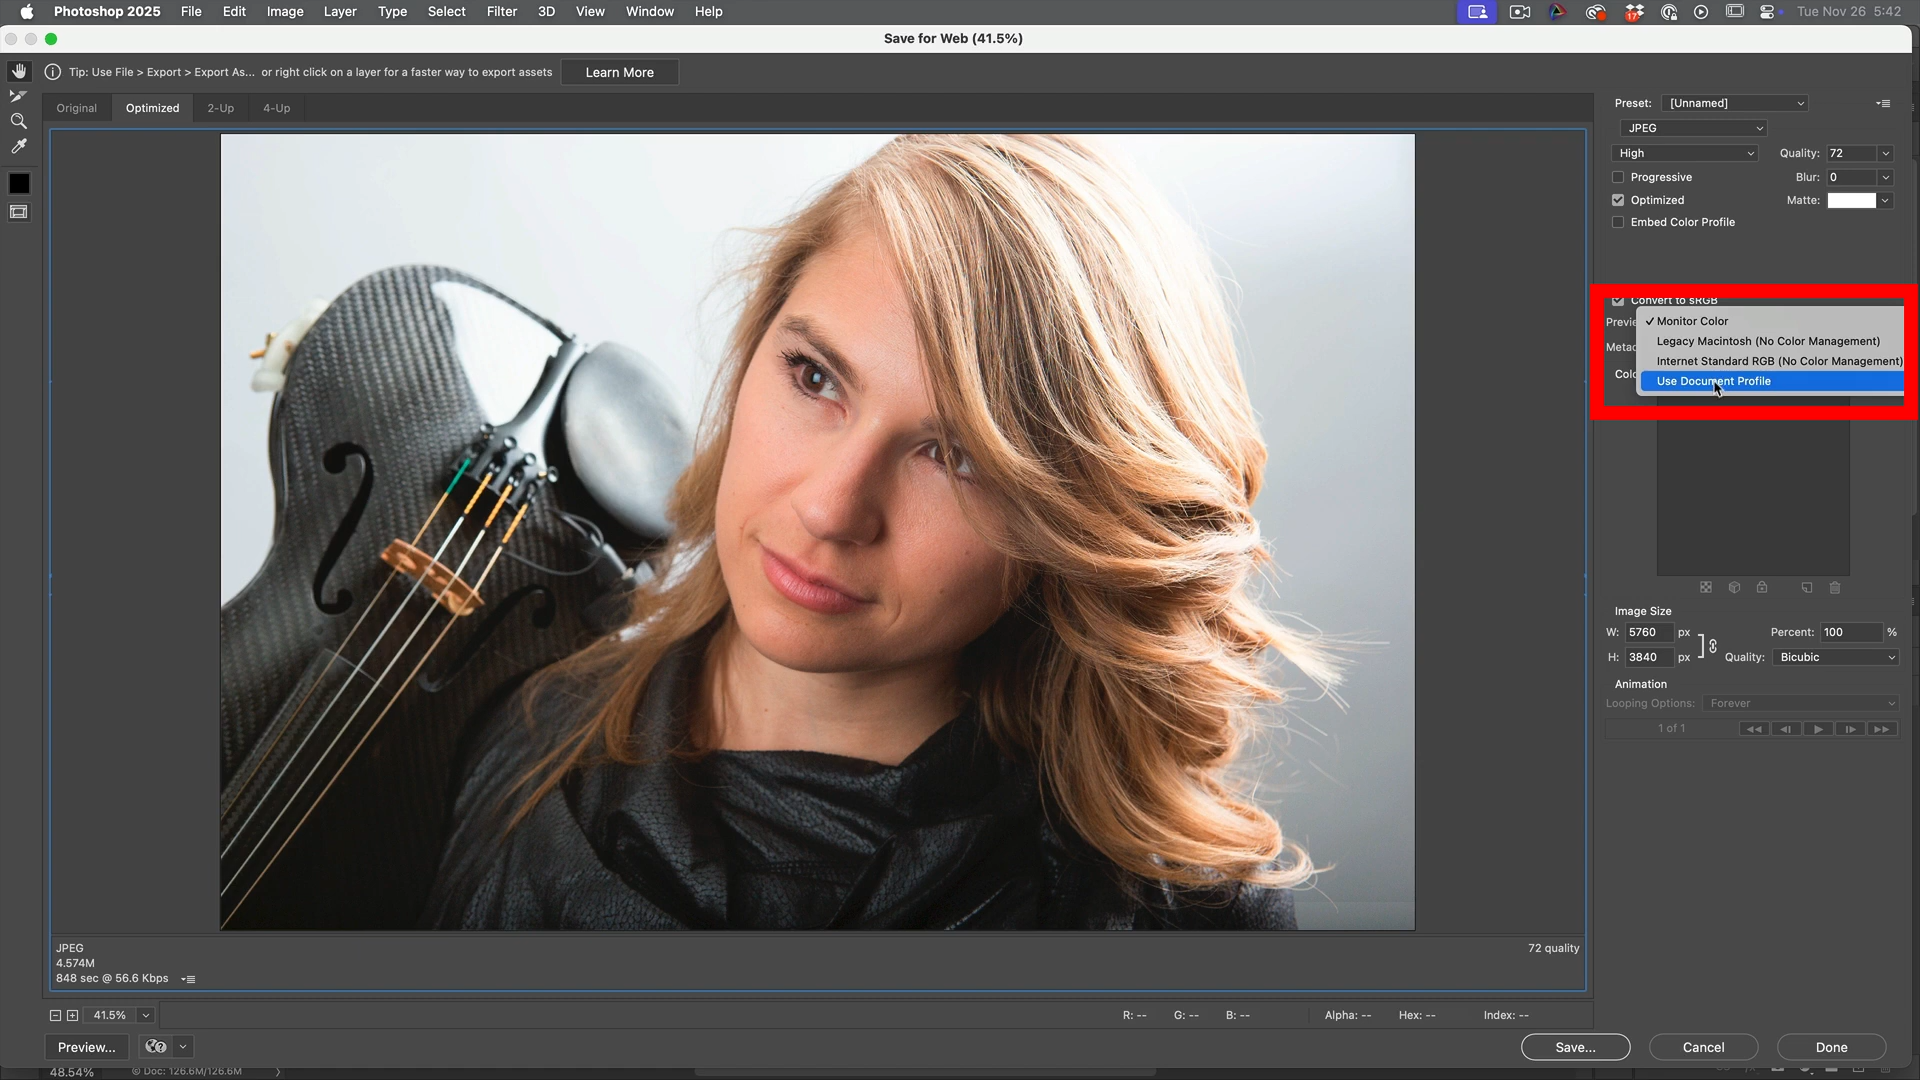 Photoshop 2025 File Edit Image Layer Type Select Filter 3D View Window Help 17 Tue Nov 26 5:42
Save for Web (41.5%)
Tip: Use File > Export > Export As... or right click on a layer for a faster way to export assets Learn More
Original Optimized 2-Up 4-Up
Preset: [Unnamed]
JPEG
High Quality: 72
Progressive Blur: 0
Optimized Matte:
Embed Color Profile
Convert to sRGB
Previe ✓ Monitor Color
Legacy Macintosh (No Color Management)
Metad
Internet Standard RGB (No Color Management)
Colo
Use Document Profile
Image Size
W: 5760 px Percent: 100 %
H: 3840 px Quality: Bicubic
Animation
Looping Options: Forever
1 of 1
JPEG 72 quality
4.574M
848 sec @ 56.6 Kbps
41.5% R: -- G: -- B: -- Alpha: -- Hex: -- Index: --
Preview... Save... Cancel Done
48.54% © Doc: 126.6M/126.6M